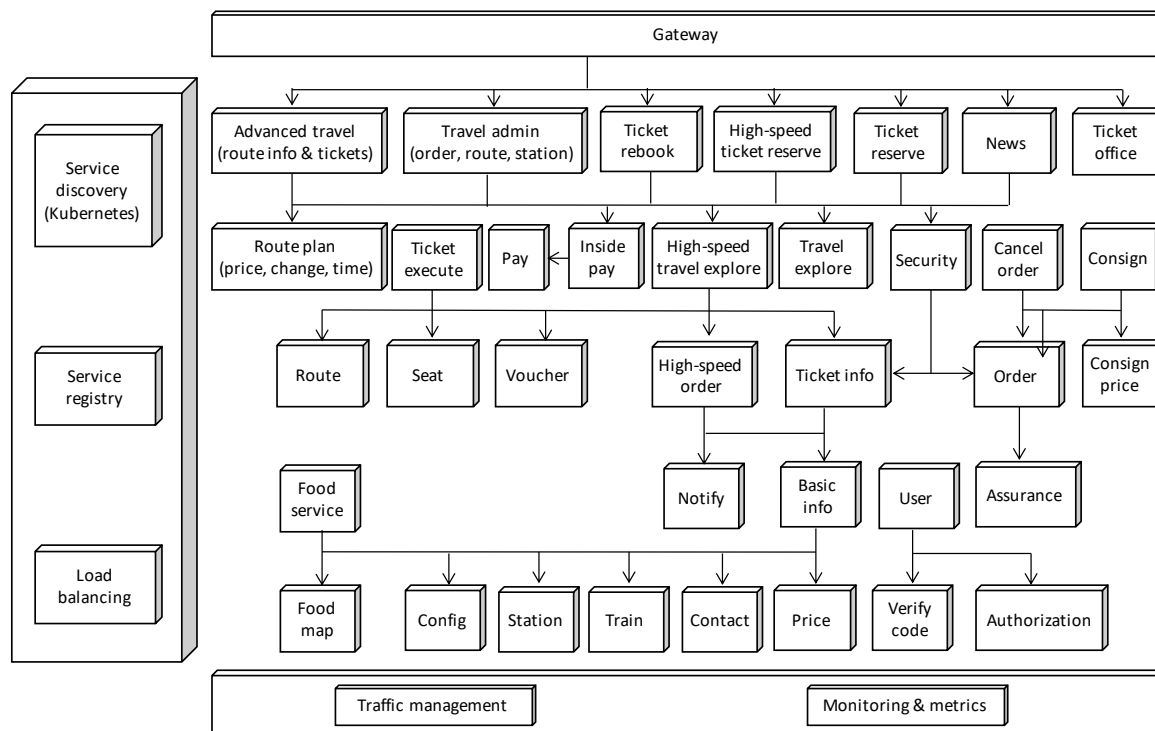 Gateway
Advanced travel
(route info & tickets)
Travel admin
(order, route, station)
Ticket
rebook
High-speed
ticket reserve
Ticket
reserve
News
Ticket
office
Service
discovery
(Kubernetes)
Route plan
(price, change, time)
Ticket
execute
Pay
Inside
pay
High-speed
travel explore
Travel
explore
Security
Cancel
order
Consign
Service
registry
Route
Seat
Voucher
High-speed
order
Ticket info
Order
Consign
price
Food
service
Notify
Basic
info
User
Assurance
Load
balancing
Food
map
Config
Station
Train
Contact
Price
Verify
code
Authorization
Traffic management
Monitoring & metrics